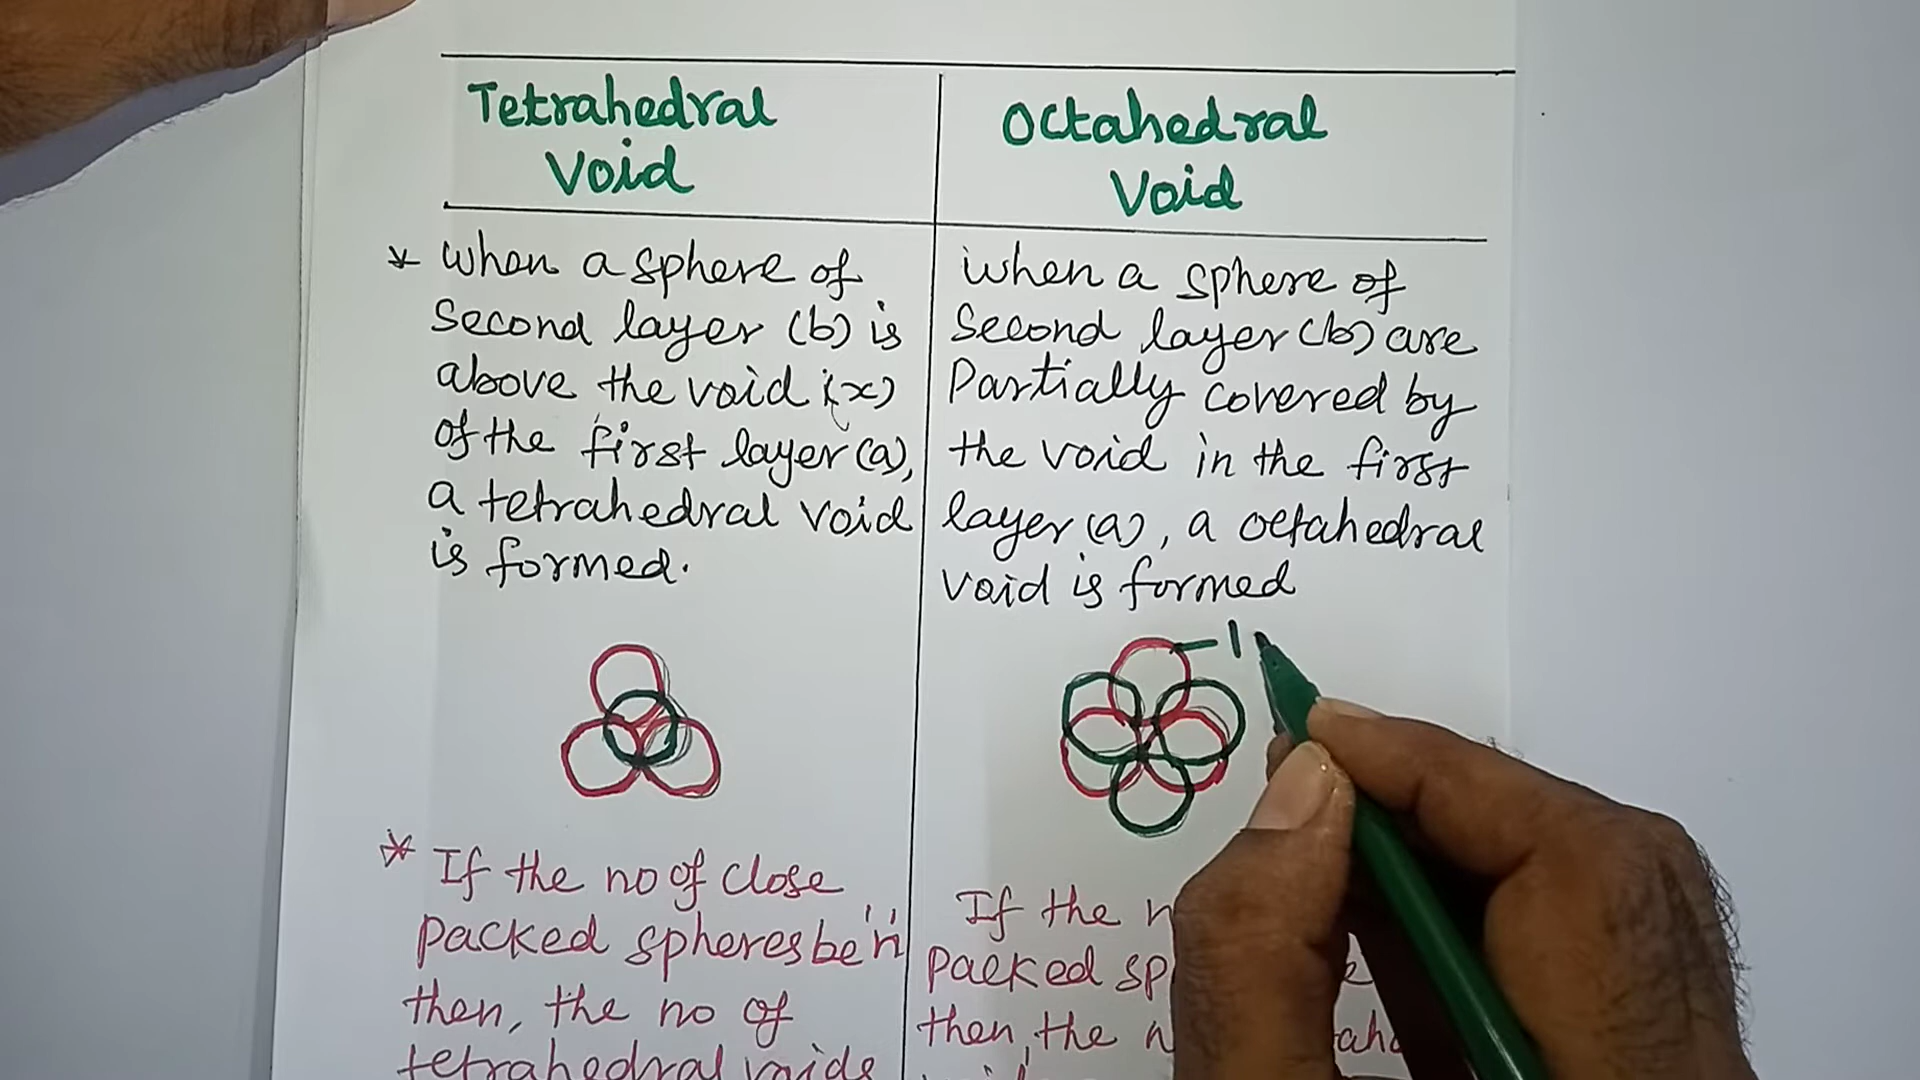 Tetrahedral
Void
* When a sphere of
Second layer (b) is
above the void (x)
of the first layer (a),
a tetrahedral void
is formed.
* If the no of close
packed spheres be 'n'
then, the no of
tetrahedral voids
Octahedral
Void
when a sphere of
Second layer (b) are
Partially covered by
the void in the first
layer (a), a octahedral
void is formed
1
If the
packed
then, the